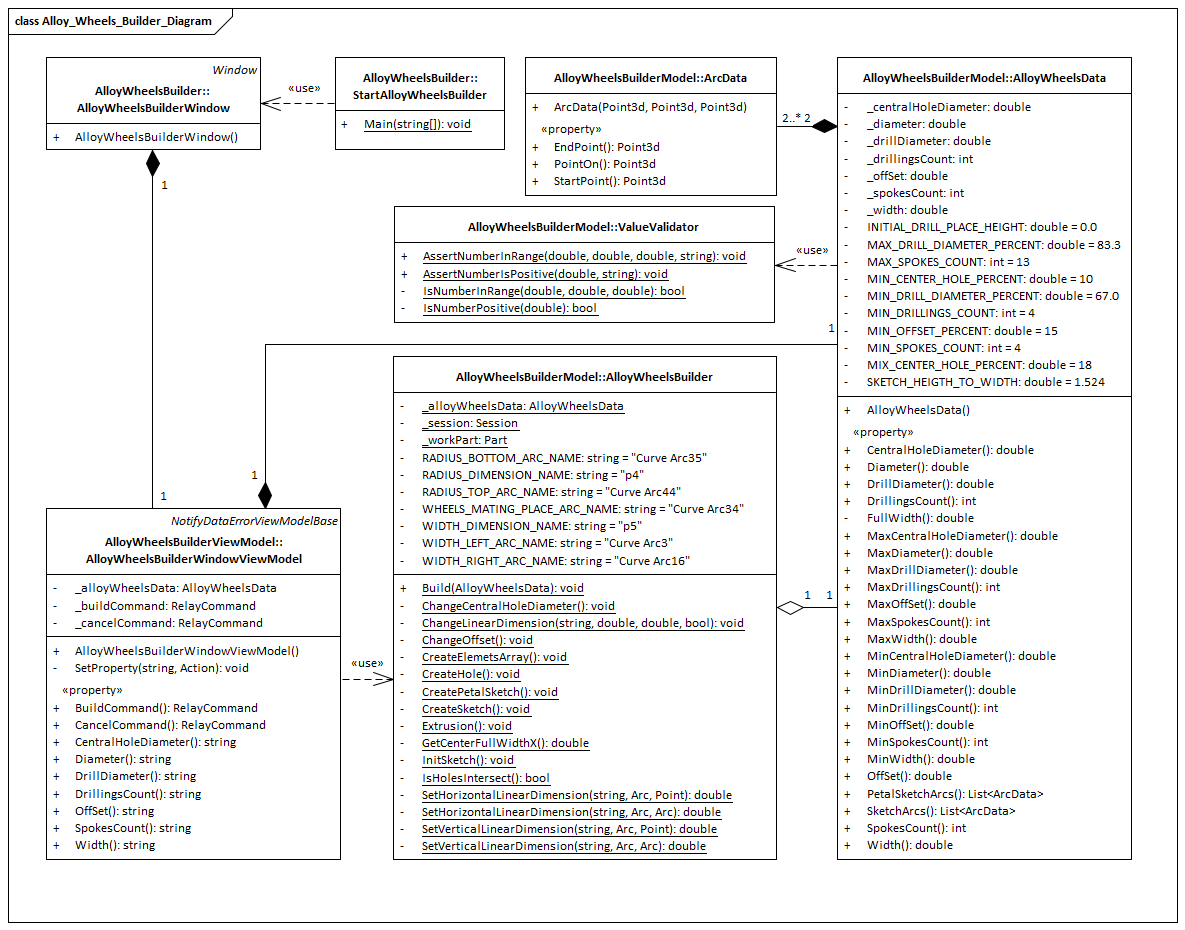 class Alloy_Wheels_Builder_Diagram
Window
AlloyWheelsBuilder::
AlloyWheelsBuilderWindow
+ AlloyWheelsBuilderWindow()
«use»
AlloyWheelsBuilder::
StartAlloyWheelsBuilder
+ Main(string[]): void
AlloyWheelsBuilderModel::ArcData
+ ArcData(Point3d, Point3d, Point3d)
«property»
+ EndPoint(): Point3d
+ PointOn(): Point3d
+ StartPoint(): Point3d
2..* 2
AlloyWheelsBuilderModel::AlloyWheelsData
- _centralHoleDiameter: double
- _diameter: double
- _drillDiameter: double
- _drillingsCount: int
- _offSet: double
- _spokesCount: int
- _width: double
- INITIAL_DRILL_PLACE_HEIGHT: double = 0.0
- MAX_DRILL_DIAMETER_PERCENT: double = 83.3
- MAX_SPOKES_COUNT: int = 13
- MIN_CENTER_HOLE_PERCENT: double = 10
- MIN_DRILL_DIAMETER_PERCENT: double = 67.0
- MIN_DRILLINGS_COUNT: int = 4
- MIN_OFFSET_PERCENT: double = 15
- MIN_SPOKES_COUNT: int = 4
- MIX_CENTER_HOLE_PERCENT: double = 18
- SKETCH_HEIGTH_TO_WIDTH: double = 1.524
+ AlloyWheelsData()
«property»
+ CentralHoleDiameter(): double
+ Diameter(): double
+ DrillDiameter(): double
+ DrillingsCount(): int
- FullWidth(): double
+ MaxCentralHoleDiameter(): double
+ MaxDiameter(): double
+ MaxDrillDiameter(): double
+ MaxDrillingsCount(): int
+ MaxOffSet(): double
+ MaxSpokesCount(): int
+ MaxWidth(): double
+ MinCentralHoleDiameter(): double
+ MinDiameter(): double
+ MinDrillDiameter(): double
+ MinDrillingsCount(): int
+ MinOffSet(): double
+ MinSpokesCount(): int
+ MinWidth(): double
+ OffSet(): double
+ PetalSketchArcs(): List<ArcData>
+ SketchArcs(): List<ArcData>
+ SpokesCount(): int
+ Width(): double
AlloyWheelsBuilderModel::ValueValidator
+ AssertNumberInRange(double, double, double, string): void
+ AssertNumberIsPositive(double, string): void
- IsNumberInRange(double, double, double): bool
- IsNumberPositive(double): bool
«use»
1
1
1
1
AlloyWheelsBuilderModel::AlloyWheelsBuilder
- _alloyWheelsData: AlloyWheelsData
- _session: Session
- _workPart: Part
- RADIUS_BOTTOM_ARC_NAME: string = "Curve Arc35"
- RADIUS_DIMENSION_NAME: string = "p4"
- RADIUS_TOP_ARC_NAME: string = "Curve Arc44"
- WHEELS_MATING_PLACE_ARC_NAME: string = "Curve Arc34"
- WIDTH_DIMENSION_NAME: string = "p5"
- WIDTH_LEFT_ARC_NAME: string = "Curve Arc3"
- WIDTH_RIGHT_ARC_NAME: string = "Curve Arc16"
+ Build(AlloyWheelsData): void
- ChangeCentralHoleDiameter(): void
- ChangeLinearDimension(string, double, double, bool): void
- ChangeOffset(): void
- CreateElemetsArray(): void
- CreateHole(): void
- CreatePetalSketch(): void
- CreateSketch(): void
- Extrusion(): void
- GetCenterFullWidthX(): double
- InitSketch(): void
- IsHolesIntersect(): bool
- SetHorizontalLinearDimension(string, Arc, Point): double
- SetHorizontalLinearDimension(string, Arc, Arc): double
- SetVerticalLinearDimension(string, Arc, Point): double
- SetVerticalLinearDimension(string, Arc, Arc): double
1 1
NotifyDataErrorViewModelBase
AlloyWheelsBuilderViewModel::
AlloyWheelsBuilderWindowViewModel
- _alloyWheelsData: AlloyWheelsData
- _buildCommand: RelayCommand
- _cancelCommand: RelayCommand
+ AlloyWheelsBuilderWindowViewModel()
- SetProperty(string, Action): void
«property»
+ BuildCommand(): RelayCommand
+ CancelCommand(): RelayCommand
+ CentralHoleDiameter(): string
+ Diameter(): string
+ DrillDiameter(): string
+ DrillingsCount(): string
+ OffSet(): string
+ SpokesCount(): string
+ Width(): string
«use»